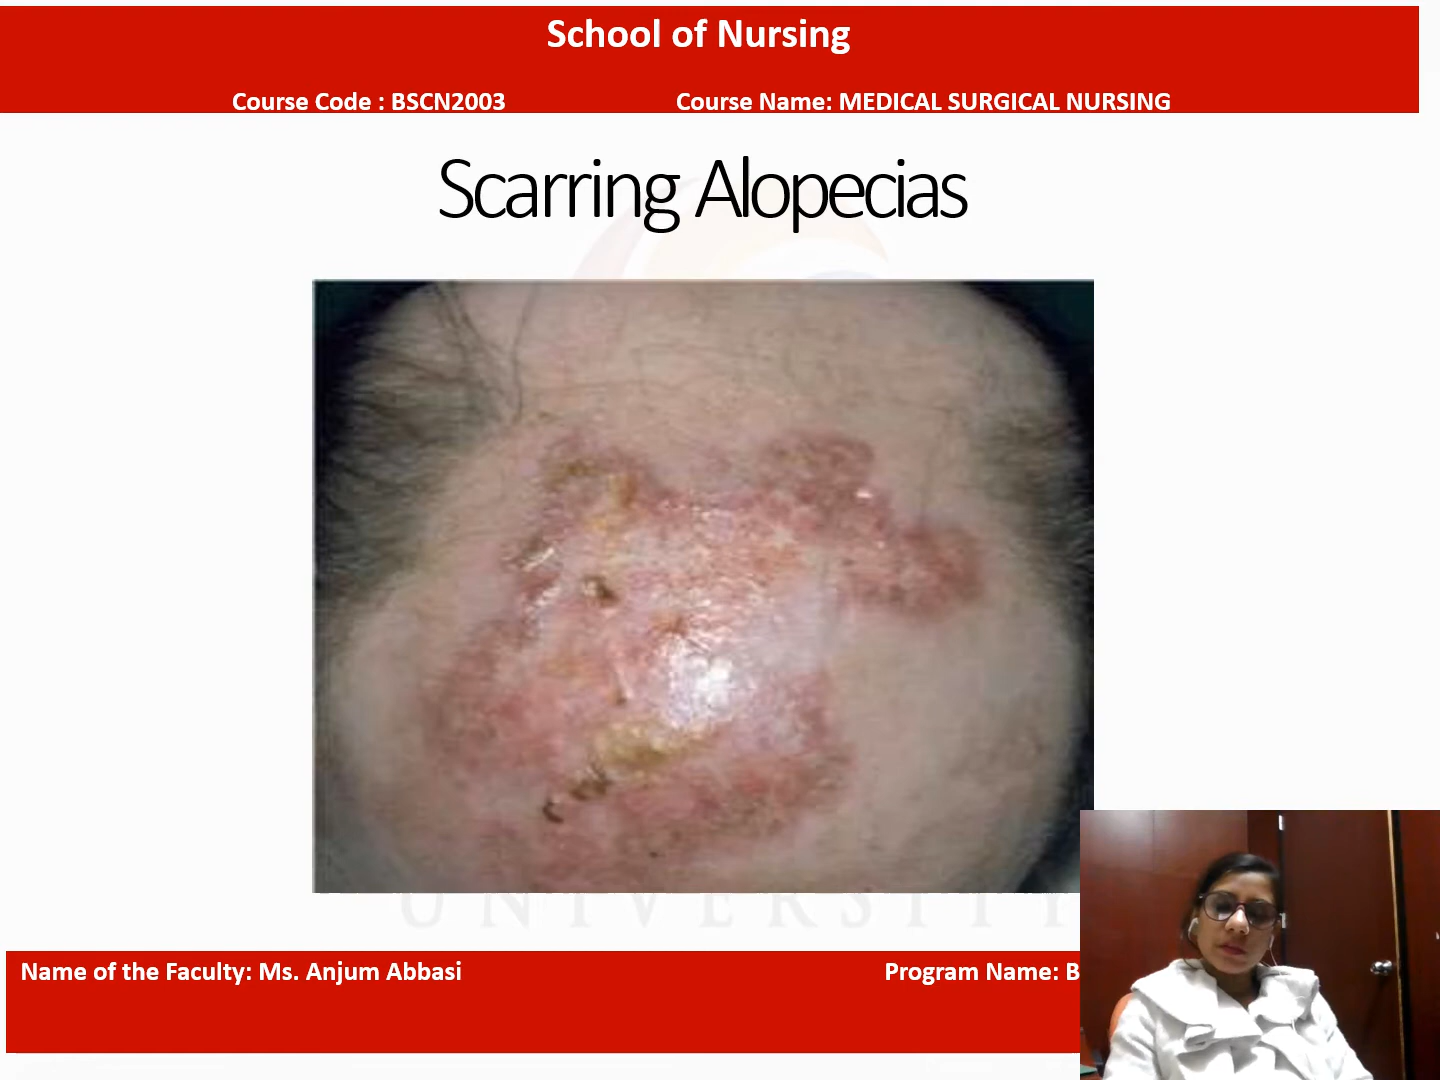 School of Nursing
Course Code : BSCN2003 Course Name: MEDICAL SURGICAL NURSING
Scarring Alopecias
UNIVERSITY
Name of the Faculty: Ms. Anjum Abbasi Program Name: B